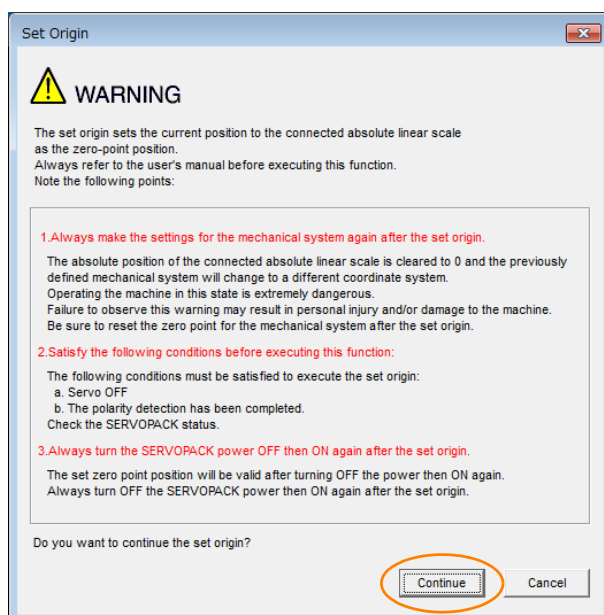 Set Origin
WARNING
The set origin sets the current position to the connected absolute linear scale
as the zero-point position.
Always refer to the user's manual before executing this function.
Note the following points:
1.Always make the settings for the mechanical system again after the set origin.
The absolute position of the connected absolute linear scale is cleared to 0 and the previously
defined mechanical system will change to a different coordinate system.
Operating the machine in this state is extremely dangerous.
Failure to observe this warning may result in personal injury and/or damage to the machine.
Be sure to reset the zero point for the mechanical system after the set origin.
2.Satisfy the following conditions before executing this function:
The following conditions must be satisfied to execute the set origin:
a. Servo OFF
b. The polarity detection has been completed.
Check the SERVOPACK status.
3.Always turn the SERVOPACK power OFF then ON again after the set origin.
The set zero point position will be valid after turning OFF the power then ON again.
Always turn OFF the SERVOPACK power then ON again after the set origin.
Do you want to continue the set origin?
Continue Cancel